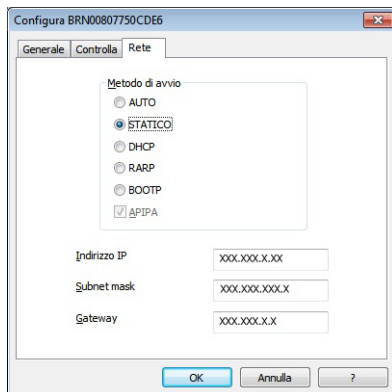 Configura BRN00807750CDE6
Generale Controlla Rete
Metodo di avvio
AUTO
STATICO
DHCP
RARP
BOOTP
APIPA
Indirizzo IP XXX.XXX.X.XX
Subnet mask XXX.XXX.XXX.X
Gateway XXX.XXX.X.X
OK Annulla ?